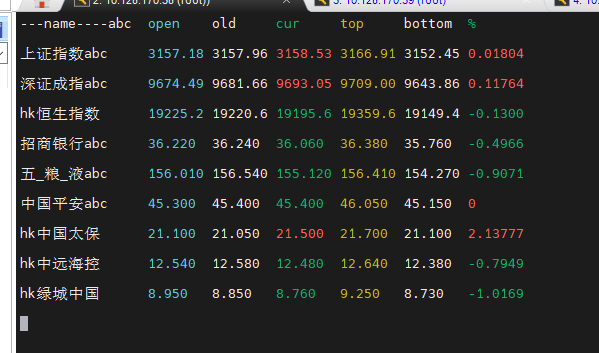 2. 10.128.170.38 (root)
3. 10.128.170.39 (root)
4. 10
---name----abc open old cur top bottom %
上证指数abc 3157.18 3157.96 3158.53 3166.91 3152.45 0.01804
深证成指abc 9674.49 9681.66 9693.05 9709.00 9643.86 0.11764
hk恒生指数 19225.2 19220.6 19195.6 19359.6 19149.4 -0.1300
招商银行abc 36.220 36.240 36.060 36.380 35.760 -0.4966
五_粮_液abc 156.010 156.540 155.120 156.410 154.270 -0.9071
中国平安abc 45.300 45.400 45.400 46.050 45.150 0
hk中国太保 21.100 21.050 21.500 21.700 21.100 2.13777
hk中远海控 12.540 12.580 12.480 12.640 12.380 -0.7949
hk绿城中国 8.950 8.850 8.760 9.250 8.730 -1.0169